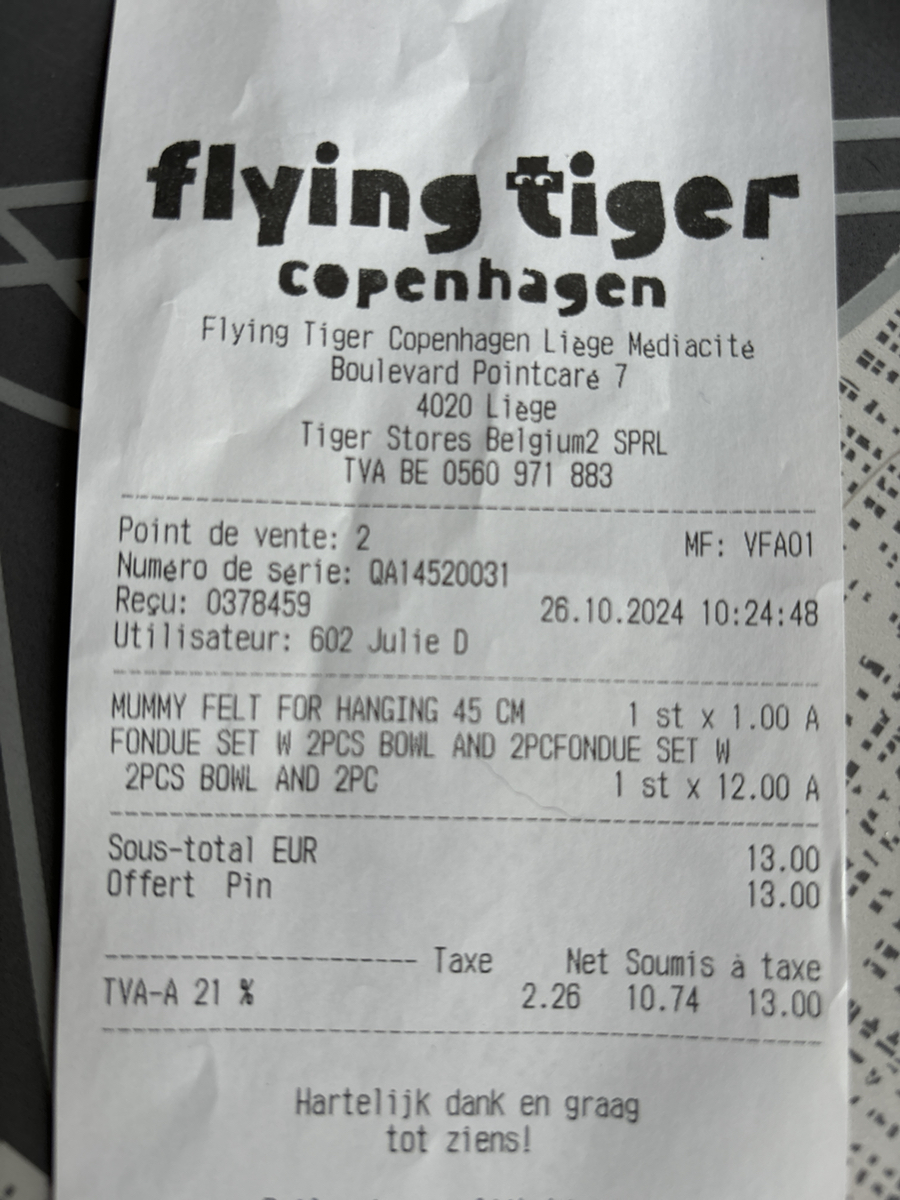 flying tiger
copenhagen
Flying Tiger Copenhagen Liège Médiacité
Boulevard Pointcaré 7
4020 Liège
Tiger Stores Belgium2 SPRL
TVA BE 0560 971 883
Point de vente: 2 MF: VFA01
Numéro de série: QA14520031
Reçu: 0378459 26.10.2024 10:24:48
Utilisateur: 602 Julie D
MUMMY FELT FOR HANGING 45 CM 1 st x 1.00 A
FONDUE SET W 2PCS BOWL AND 2PCFONDUE SET W
2PCS BOWL AND 2PC 1 st x 12.00 A
Sous-total EUR 13.00
Offert Pin 13.00
Taxe Net Soumis à taxe
TVA-A 21 % 2.26 10.74 13.00
Hartelijk dank en graag
tot ziens!